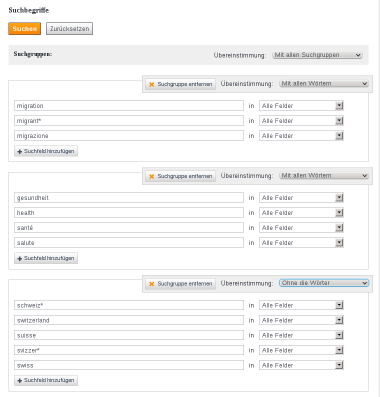 Suchbegriffe
Suchen Zurücksetzen
Suchgruppen: Übereinstimmung: Mit allen Suchgruppen
Suchgruppe entfernen Übereinstimmung: Mit allen Wörtern
migration in Alle Felder
migrant* in Alle Felder
migrazione in Alle Felder
Suchfeld hinzufügen
Suchgruppe entfernen Übereinstimmung: Mit allen Wörtern
gesundheit in Alle Felder
health in Alle Felder
santé in Alle Felder
salute in Alle Felder
Suchfeld hinzufügen
Suchgruppe entfernen Übereinstimmung: Ohne die Wörter
schweiz* in Alle Felder
switzerland in Alle Felder
suisse in Alle Felder
svizzer* in Alle Felder
swiss in Alle Felder
Suchfeld hinzufügen